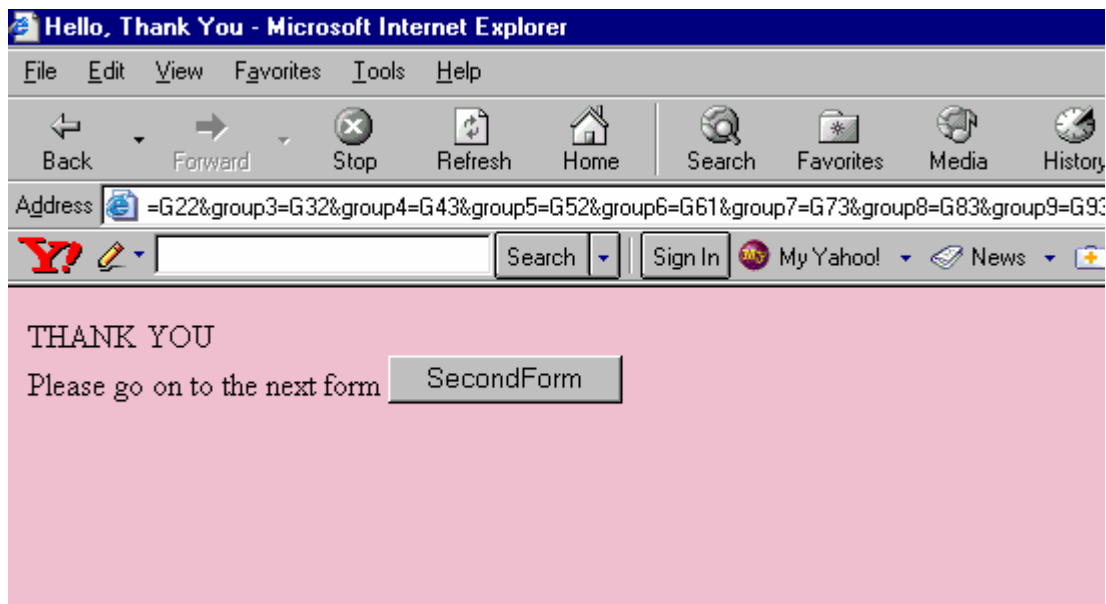 Hello, Thank You - Microsoft Internet Explorer
File Edit View Favorites Tools Help
Back Forward Stop Refresh Home Search Favorites Media History
Address =G22&group3=G32&group4=G43&group5=G52&group6=G61&group7=G73&group8=G83&group9=G93
Y! Search Sign In My Yahoo! News
THANK YOU
Please go on to the next form SecondForm